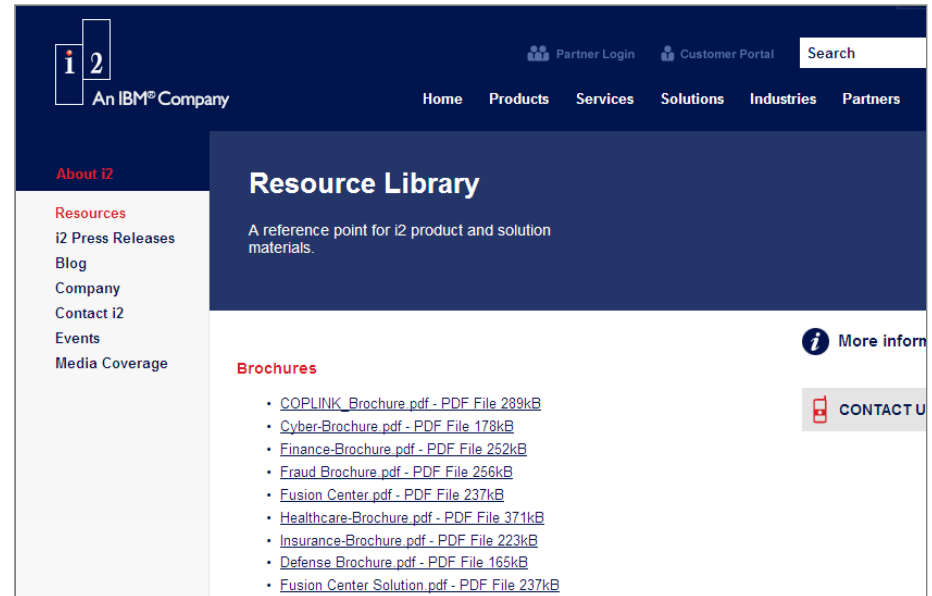 i2
An IBM® Company
Partner Login
Customer Portal
Search
Home
Products
Services
Solutions
Industries
Partners
About i2
Resources
i2 Press Releases
Blog
Company
Contact i2
Events
Media Coverage
Resource Library
A reference point for i2 product and solution
materials.
Brochures
• COPLINK_Brochure.pdf - PDF File 289kB
• Cyber-Brochure.pdf - PDF File 178kB
• Finance-Brochure.pdf - PDF File 252kB
• Fraud Brochure.pdf - PDF File 256kB
• Fusion Center.pdf - PDF File 237kB
• Healthcare-Brochure.pdf - PDF File 371kB
• Insurance-Brochure.pdf - PDF File 223kB
• Defense Brochure.pdf - PDF File 165kB
• Fusion Center Solution.pdf - PDF File 237kB
i More inform
CONTACT U